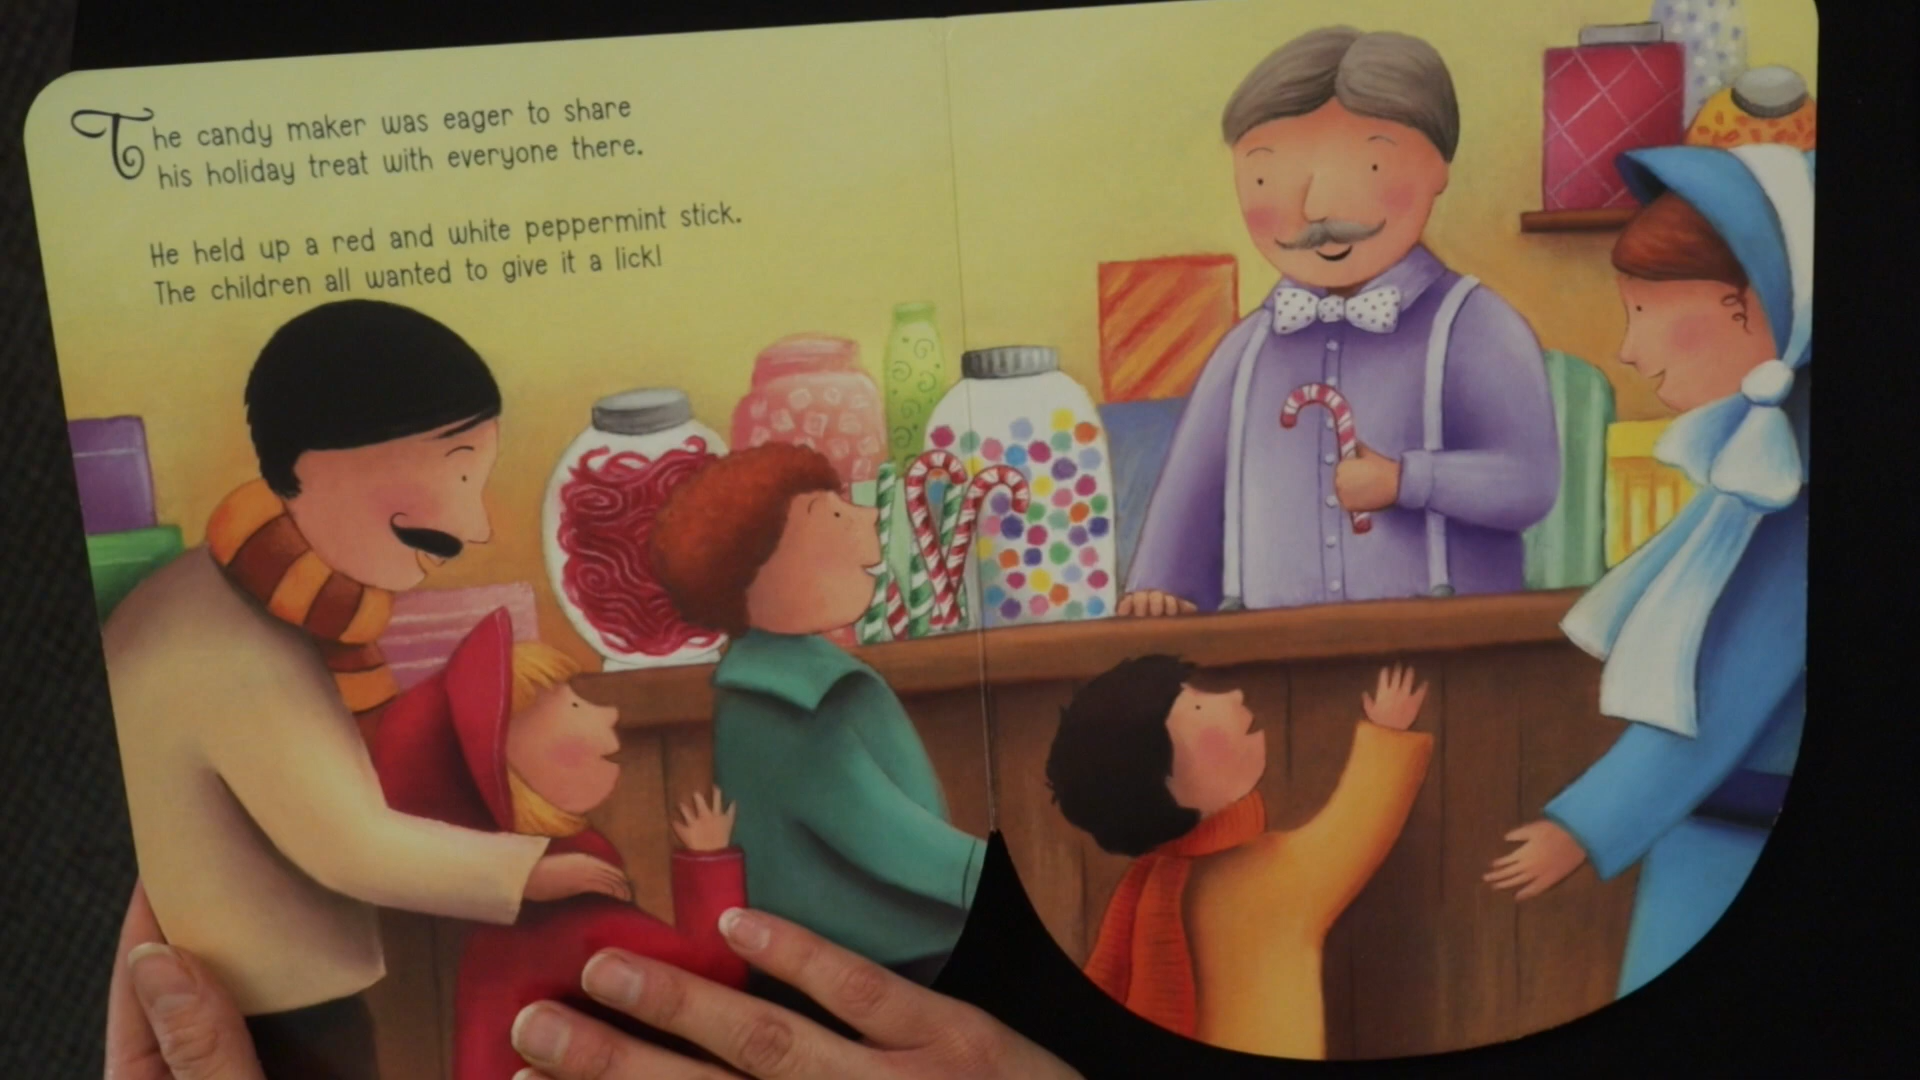 The candy maker was eager to share
his holiday treat with everyone there.
He held up a red and white peppermint stick.
The children all wanted to give it a lick!